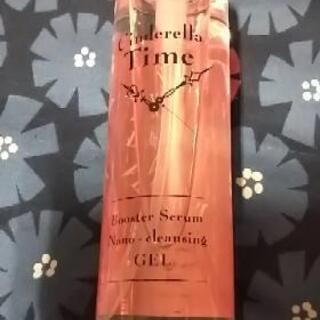 Cinderella
Time
Booster Serum
Nano-cleansing
GEL